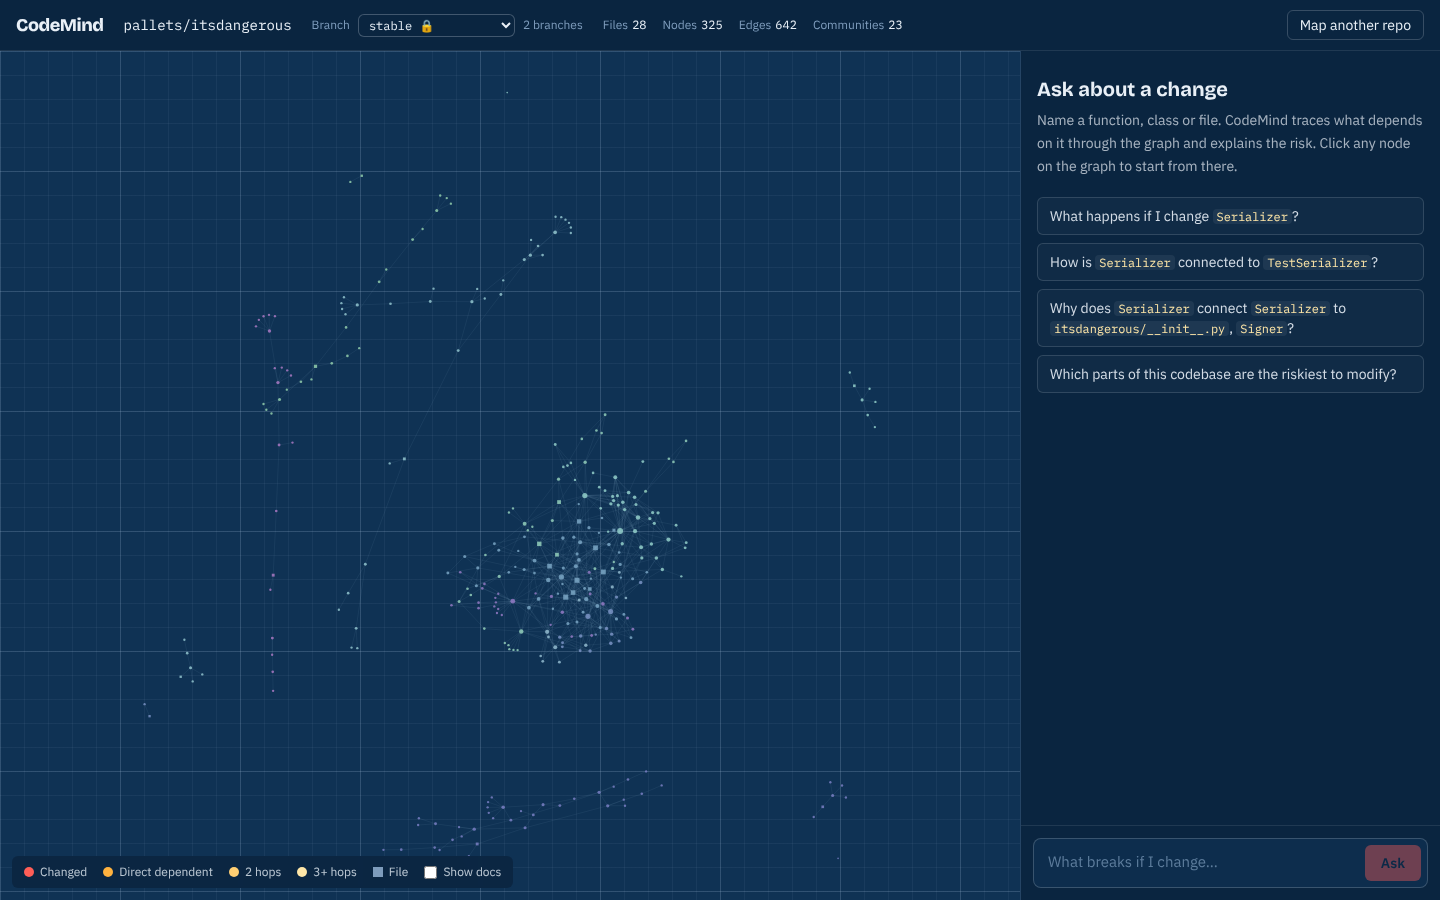 CodeMind pallets/itsdangerous Branch stable 🔒 2 branches Files 28 Nodes 325 Edges 642 Communities 23 Map another repo
Ask about a change
Name a function, class or file. CodeMind traces what depends
on it through the graph and explains the risk. Click any node
on the graph to start from there.
What happens if I change Serializer?
How is Serializer connected to TestSerializer?
Why does Serializer connect Serializer to
itsdangerous/__init__.py, Signer?
Which parts of this codebase are the riskiest to modify?
What breaks if I change... Ask
Changed Direct dependent 2 hops 3+ hops File Show docs